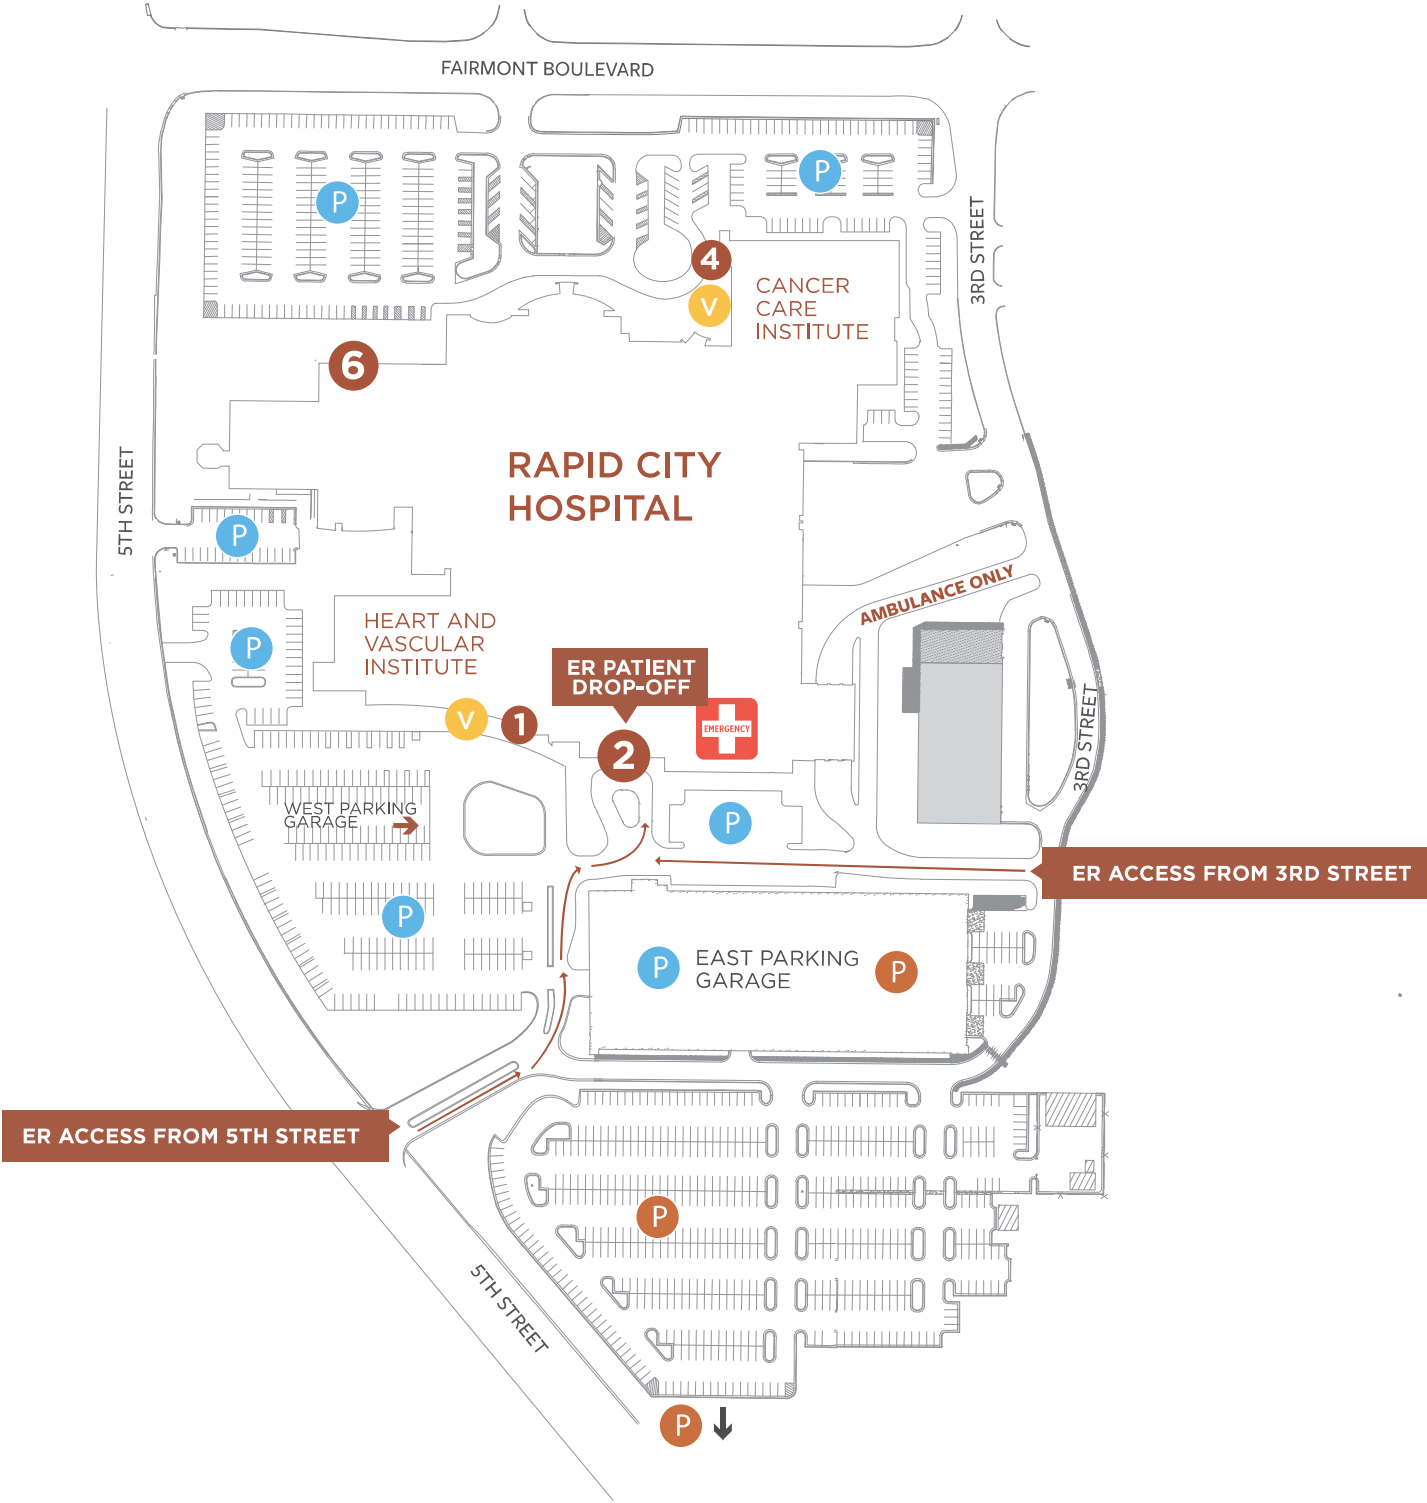 FAIRMONT BOULEVARD
P
P
3RD STREET
4
V
CANCER
CARE
INSTITUTE
6
RAPID CITY
HOSPITAL
5TH STREET
P
AMBULANCE ONLY
P
HEART AND
VASCULAR
INSTITUTE
ER PATIENT
DROP-OFF
V
1
2
EMERGENCY
3RD STREET
WEST PARKING
GARAGE
P
ER ACCESS FROM 3RD STREET
P
P
EAST PARKING
GARAGE
P
ER ACCESS FROM 5TH STREET
P
5TH STREET
P